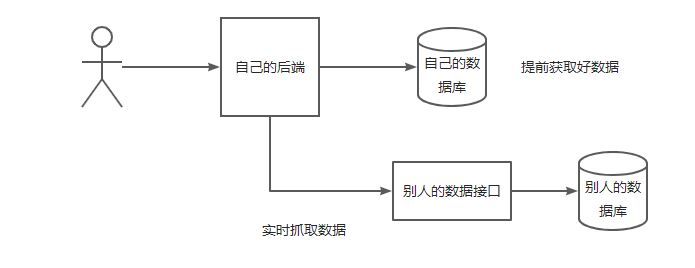 自己的后端
自己的数
据库
提前获取好数据
别人的数据接口
别人的数
据库
实时抓取数据